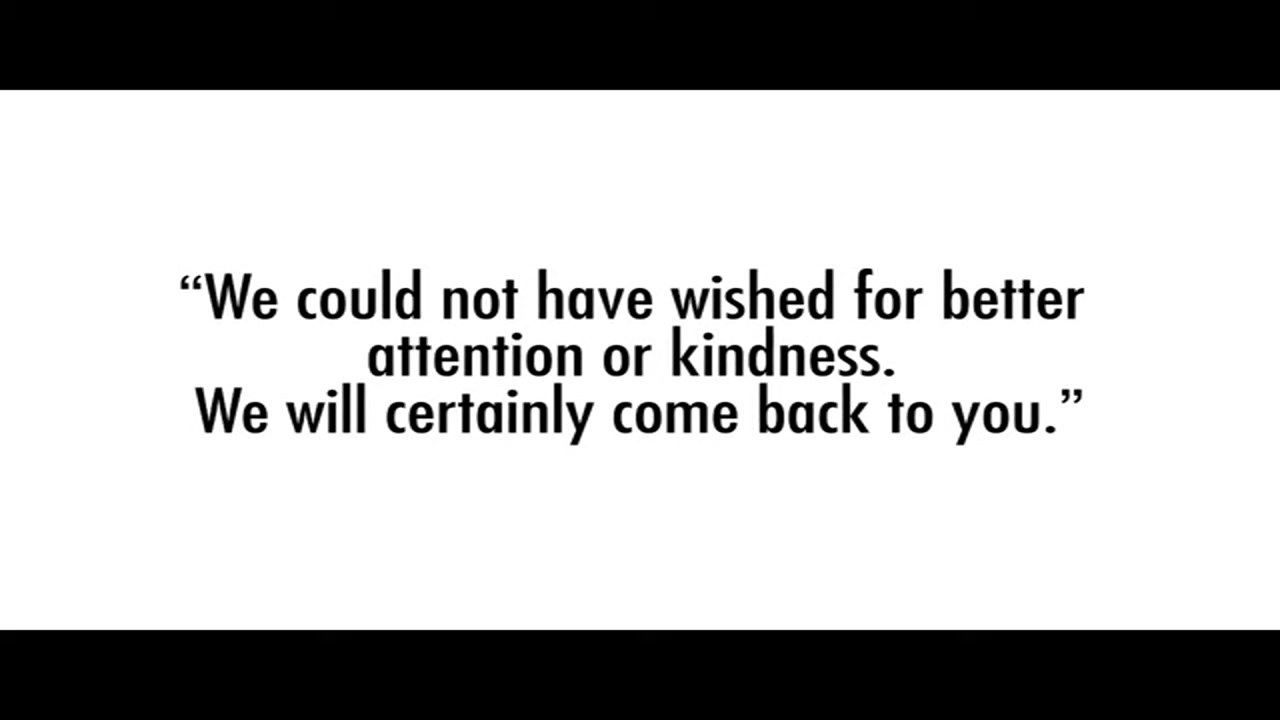 “We could not have wished for better
attention or kindness.
We will certainly come back to you.”